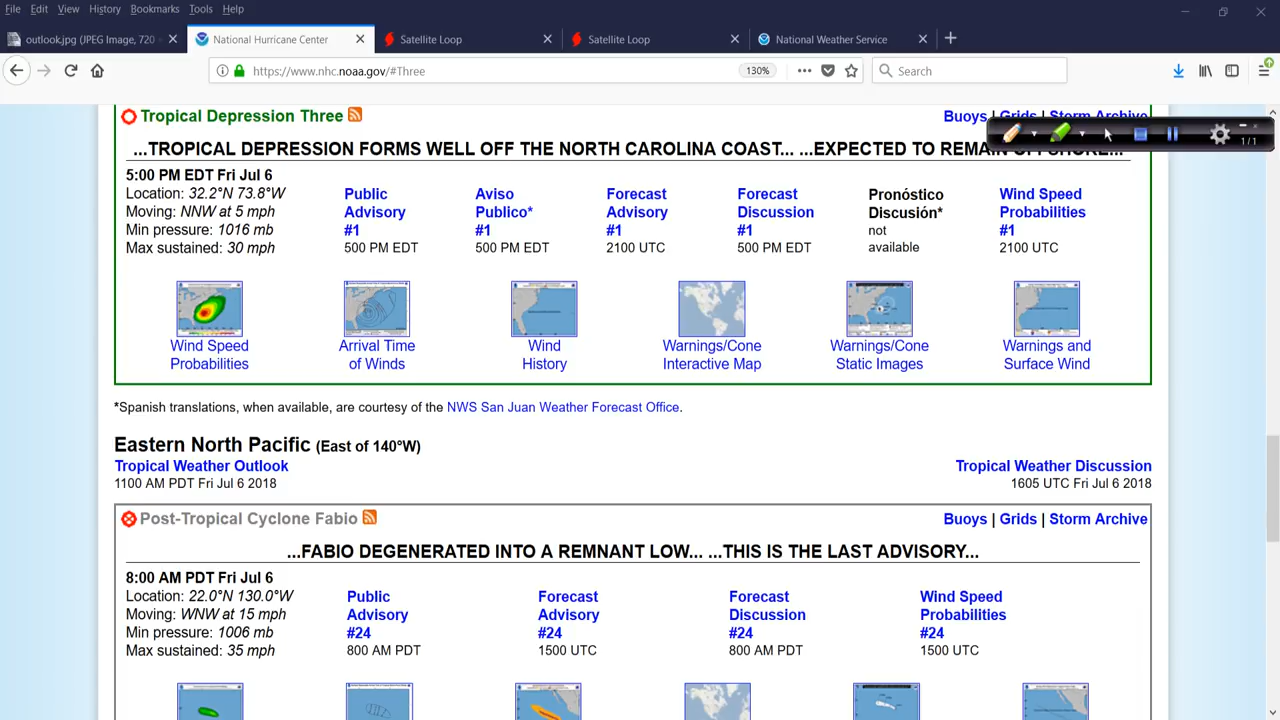 File Edit View History Bookmarks Tools Help
outlook.jpg (JPEG Image, 720
National Hurricane Center
Satellite Loop
Satellite Loop
National Weather Service
https://www.nhc.noaa.gov/#Three
130%
Search
Tropical Depression Three
Buoys | Grids | Storm Archive
1/1
...TROPICAL DEPRESSION FORMS WELL OFF THE NORTH CAROLINA COAST... ...EXPECTED TO REMAIN OFFSHORE...
5:00 PM EDT Fri Jul 6
Location: 32.2°N 73.8°W
Moving: NNW at 5 mph
Min pressure: 1016 mb
Max sustained: 30 mph
Public
Advisory
#1
500 PM EDT
Aviso
Publico*
#1
500 PM EDT
Forecast
Advisory
#1
2100 UTC
Forecast
Discussion
#1
500 PM EDT
Pronóstico
Discusión*
not
available
Wind Speed
Probabilities
#1
2100 UTC
Wind Speed
Probabilities
Arrival Time
of Winds
Wind
History
Warnings/Cone
Interactive Map
Warnings/Cone
Static Images
Warnings and
Surface Wind
*Spanish translations, when available, are courtesy of the NWS San Juan Weather Forecast Office.
Eastern North Pacific (East of 140°W)
Tropical Weather Outlook
1100 AM PDT Fri Jul 6 2018
Tropical Weather Discussion
1605 UTC Fri Jul 6 2018
Post-Tropical Cyclone Fabio
Buoys | Grids | Storm Archive
...FABIO DEGENERATED INTO A REMNANT LOW... ...THIS IS THE LAST ADVISORY...
8:00 AM PDT Fri Jul 6
Location: 22.0°N 130.0°W
Moving: WNW at 15 mph
Min pressure: 1006 mb
Max sustained: 35 mph
Public
Advisory
#24
800 AM PDT
Forecast
Advisory
#24
1500 UTC
Forecast
Discussion
#24
800 AM PDT
Wind Speed
Probabilities
#24
1500 UTC